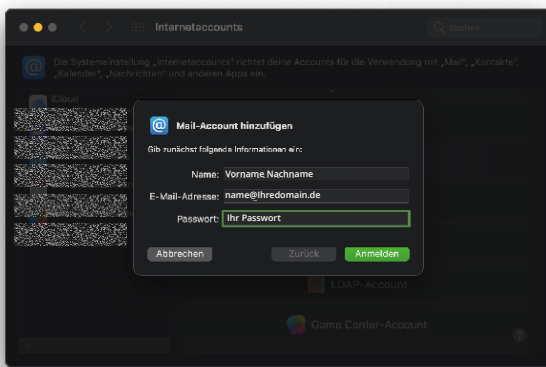 Internetaccounts
Suchen
Die Systemeinstellung „Internetaccounts" richtet deine Accounts für die Verwendung mit „Mail", „Kontakte",
„Kalender", „Nachrichten" und anderen Apps ein.
iCloud
Mail-Account hinzufügen
Gib zunächst folgende Informationen ein:
Name: Vorname Nachname
E-Mail-Adresse: name@Ihredomain.de
Passwort: Ihr Passwort
Abbrechen Zurück Anmelden
LDAP-Account
Game Center-Account
?